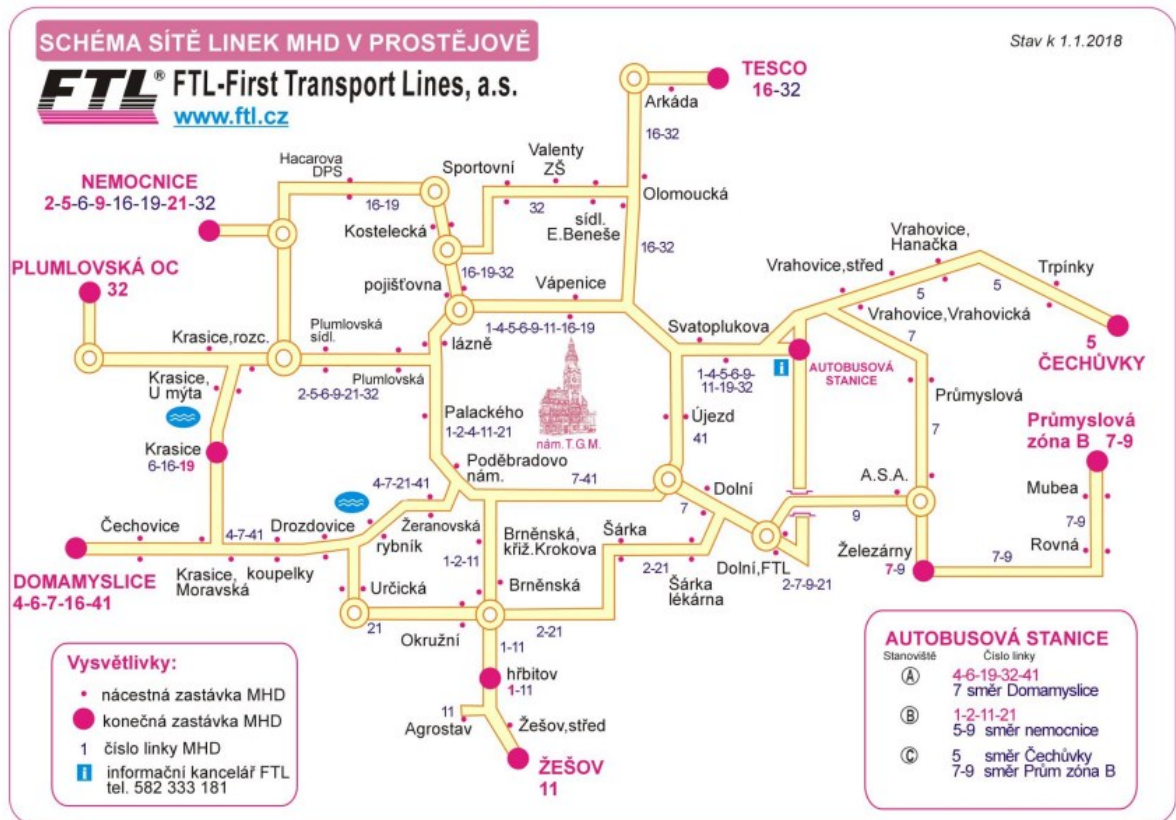 SCHÉMA SÍTĚ LINEK MHD V PROSTĚJOVĚ
Stav k 1.1.2018
FTL® FTL-First Transport Lines, a.s.
www.ftl.cz
TESCO
16-32
Arkáda
16-32
Hacarova
DPS
Sportovní
Valenty
ZŠ
NEMOCNICE
2-5-6-9-16-19-21-32
16-19
32
Olomoucká
sídl.
E.Beneše
Kostelecká
16-32
Vrahovice,
Hanačka
PLUMLOVSKÁ OC
32
16-19-32
pojišťovna
Vápenice
Vrahovice,střed
Trpínky
5
5
Vrahovice,Vrahovická
1-4-5-6-9-11-16-19
Svatoplukova
7
5
ČECHŮVKY
Krasice,rozc.
Plumlovská
sídl.
lázně
AUTOBUSOVÁ
STANICE
Krasice,
U mýta
Plumlovská
2-5-6-9-21-32
1-4-5-6-9-
11-19-32
i
Průmyslová
Palackého
1-2-4-11-21
nám.T.G.M.
Újezd
41
7
Průmyslová
zóna B 7-9
Krasice
6-16-19
Poděbradovo
nám.
7-41
A.S.A.
4-7-21-41
Dolní
Mubea
Čechovice
4-7-41
Drozdovice
Žeranovská
rybník
Brněnská,
křiž.Krokova
7
Šárka
9
7-9
Železárny
7-9
7-9
Rovná
DOMAMYSLICE
4-6-7-16-41
Krasice,
Moravská
koupelky
1-2-11
2-21
Dolní,FTL
Šárka
lékárna
2-7-9-21
Určická
Brněnská
21
Okružní
2-21
1-11
hřbitov
1-11
11
Agrostav
Žešov,střed
ŽEŠOV
11
Vysvětlivky:
nácestná zastávka MHD
konečná zastávka MHD
1 číslo linky MHD
i informační kancelář FTL
tel. 582 333 181
AUTOBUSOVÁ STANICE
Stanoviště Číslo linky
A 4-6-19-32-41
7 směr Domamyslice
B 1-2-11-21
5-9 směr nemocnice
C 5 směr Čechůvky
7-9 směr Prům zóna B